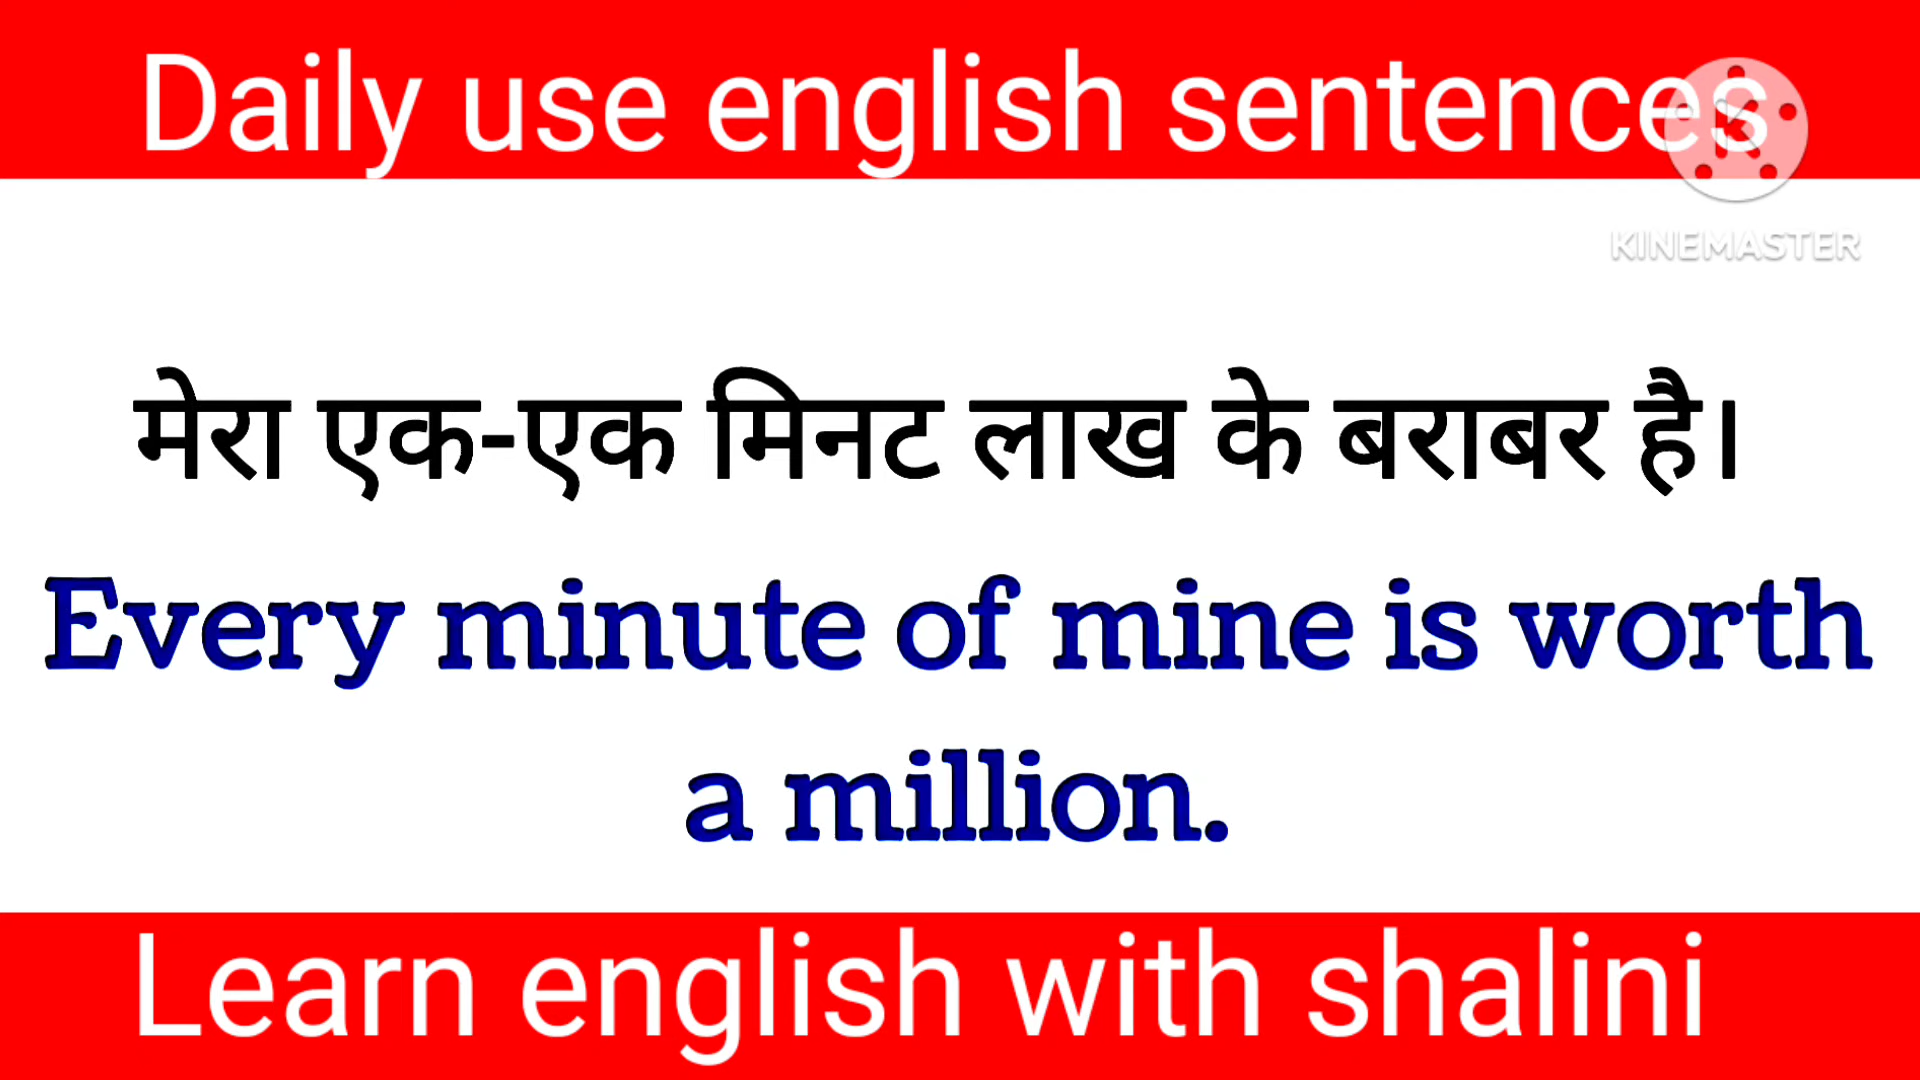 Daily use english sentences
KINEMASTER
मेरा एक-एक मिनट लाख के बराबर है।
Every minute of mine is worth
a million.
Learn english with shalini